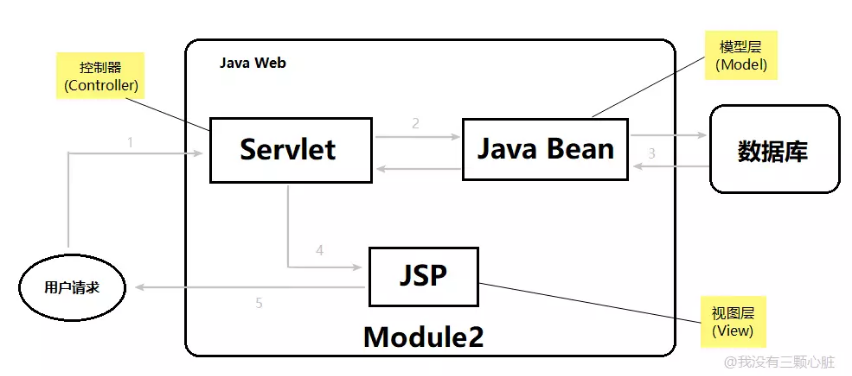 Java Web
控制器
(Controller)
模型层
(Model)
1
Servlet
2
Java Bean
3
数据库
4
用户请求
JSP
5
视图层
(View)
Module2
@我没有三颗心脏